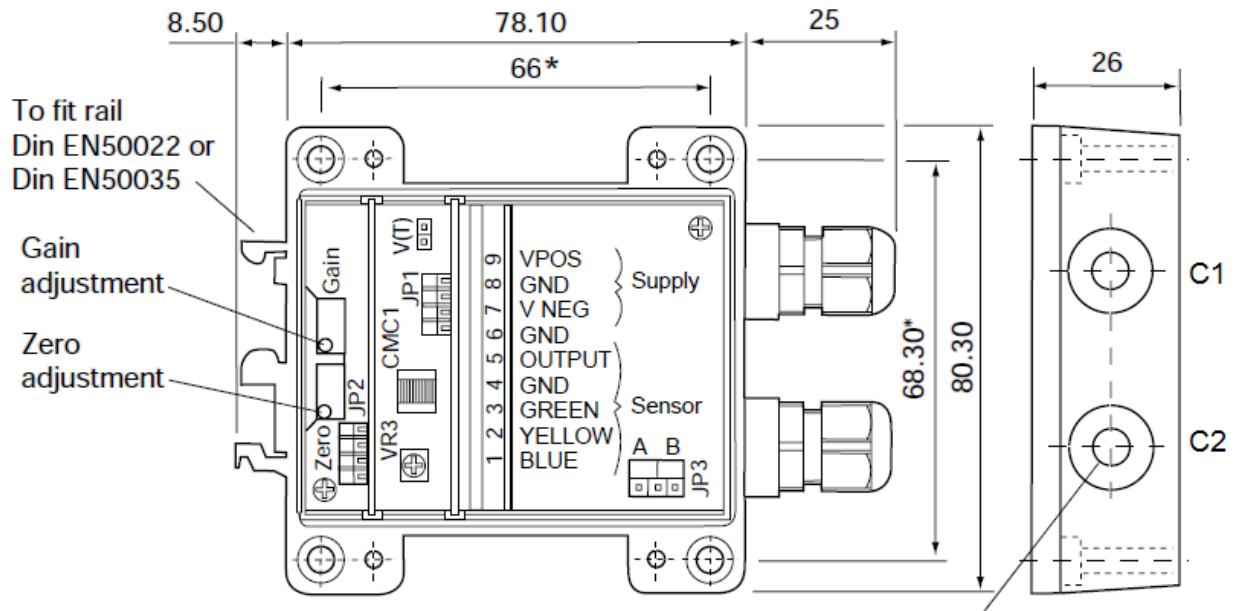 8.50
78.10
25
66*
26
To fit rail
Din EN50022 or
Din EN50035
Gain
adjustment
Zero
adjustment
Gain
Zero
JP2
V(T)
JP1
CMC1
VR3
9 VPOS
8 GND
7 V NEG
6 GND
5 OUTPUT
4 GND
3 GREEN
2 YELLOW
1 BLUE
Supply
Sensor
A B
JP3
68.30*
80.30
C1
C2